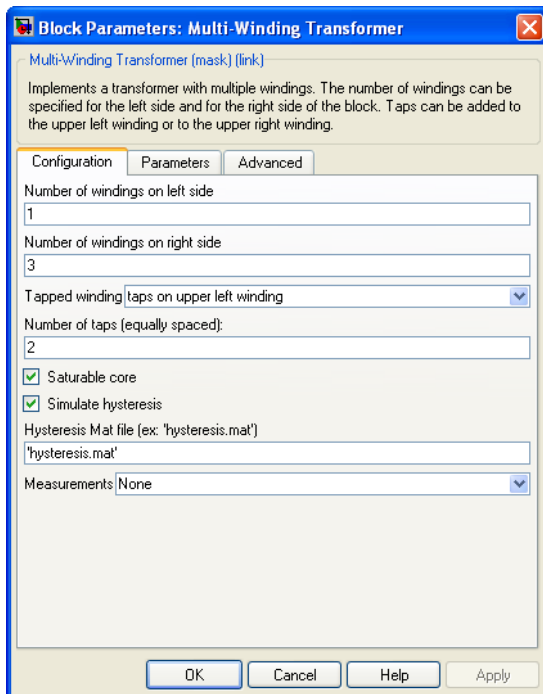 Block Parameters: Multi-Winding Transformer
Multi-Winding Transformer (mask) (link)
Implements a transformer with multiple windings. The number of windings can be
specified for the left side and for the right side of the block. Taps can be added to
the upper left winding or to the upper right winding.
Configuration Parameters Advanced
Number of windings on left side
1
Number of windings on right side
3
Tapped winding taps on upper left winding
Number of taps (equally spaced):
2
Saturable core
Simulate hysteresis
Hysteresis Mat file (ex: 'hysteresis.mat')
'hysteresis.mat'
Measurements None
OK Cancel Help Apply